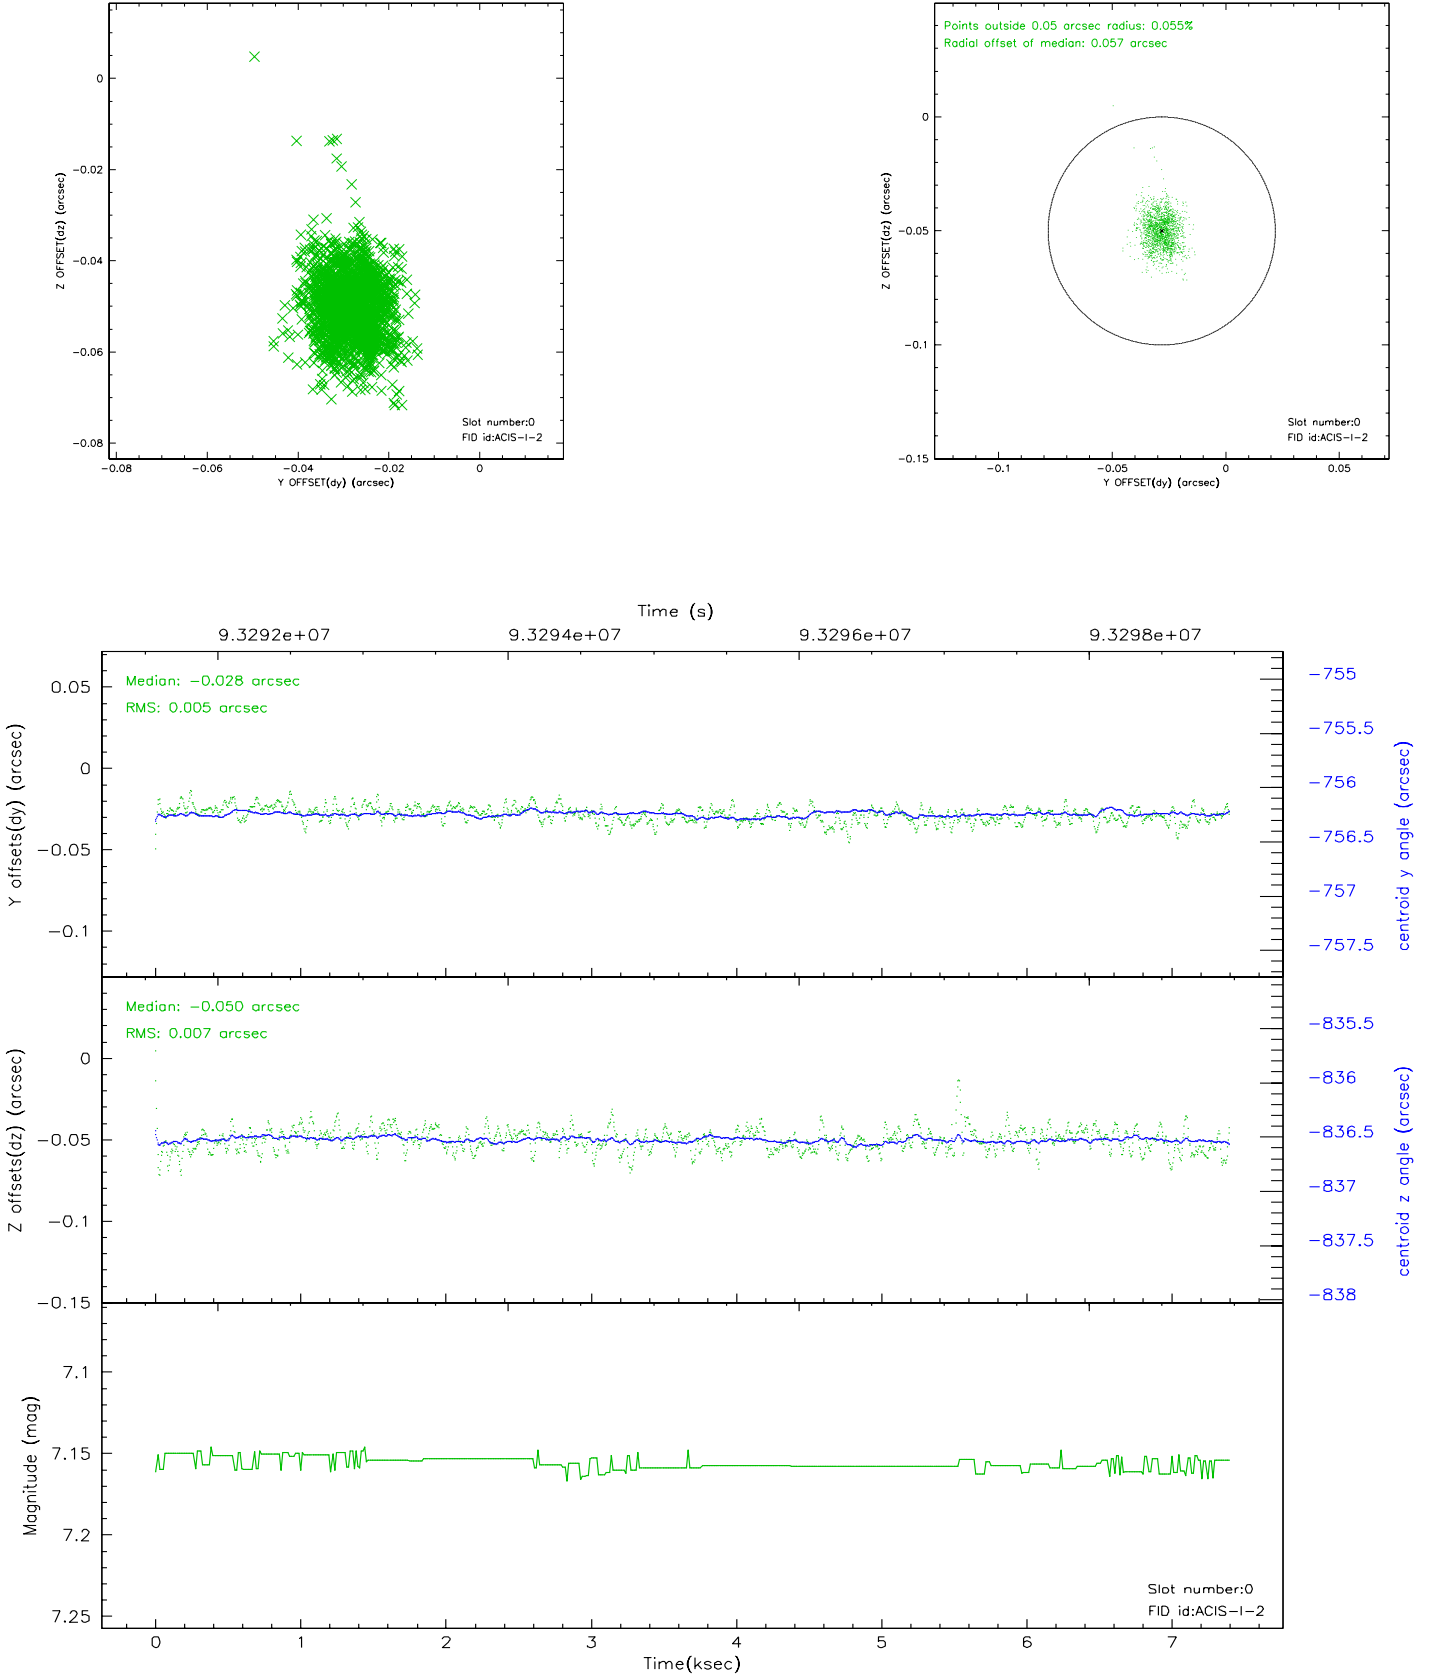 0
−0.02
−0.04
−0.06
−0.08
Z OFFSET(dz) (arcsec)
Slot number:0
FID id:ACIS−I−2
−0.08 −0.06 −0.04 −0.02 0
Y OFFSET(dy) (arcsec)
Points outside 0.05 arcsec radius: 0.055%
Radial offset of median: 0.057 arcsec
0
−0.05
−0.1
−0.15
Z OFFSET(dz) (arcsec)
Slot number:0
FID id:ACIS−I−2
−0.1 −0.05 0 0.05
Y OFFSET(dy) (arcsec)
Time (s)
9.3292e+07 9.3294e+07 9.3296e+07 9.3298e+07
Median: −0.028 arcsec
RMS: 0.005 arcsec
0.05
0
−0.05
−0.1
Y offsets(dy) (arcsec)
−755
−755.5
−756
−756.5
−757
−757.5
centroid y angle (arcsec)
Median: −0.050 arcsec
RMS: 0.007 arcsec
0
−0.05
−0.1
−0.15
Z offsets(dz) (arcsec)
−835.5
−836
−836.5
−837
−837.5
−838
centroid z angle (arcsec)
7.1
7.15
7.2
7.25
Magnitude (mag)
Slot number:0
FID id:ACIS−I−2
0 1 2 3 4 5 6 7
Time(ksec)